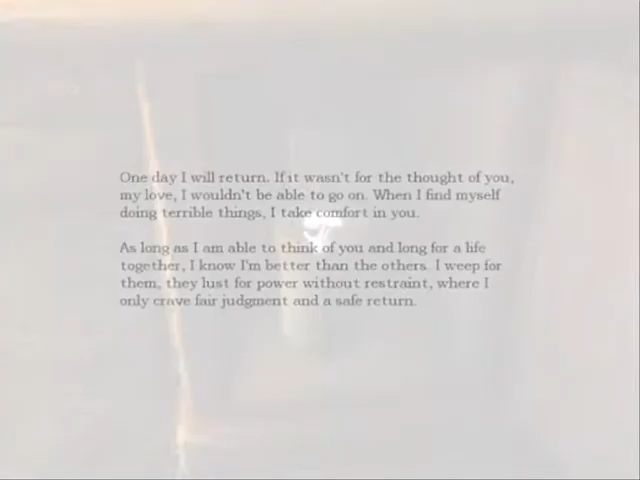 One day I will return. If it wasn't for the thought of you,
my love, I wouldn't be able to go on. When I find myself
doing terrible things, I take comfort in you.
As long as I am able to think of you and long for a life
together, I know I'm better than the others. I weep for
them, they lust for power without restraint, where I
only crave fair judgment and a safe return.